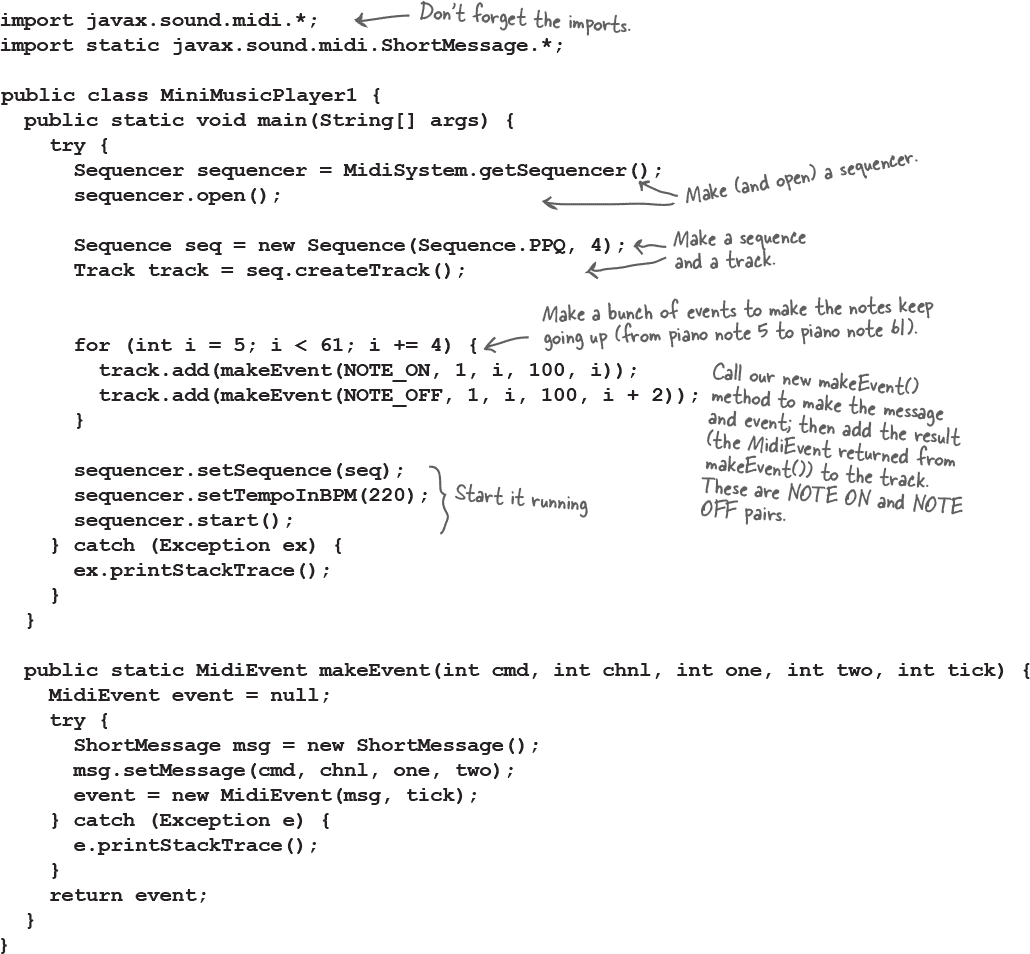 import javax.sound.midi.*;
Don't forget the imports.
import static javax.sound.midi.ShortMessage.*;
public class MiniMusicPlayer1 {
public static void main(String[] args) {
try {
Sequencer sequencer = MidiSystem.getSequencer();
sequencer.open();
Make (and open) a sequencer.
Sequence seq = new Sequence(Sequence.PPQ, 4);
Track track = seq.createTrack();
Make a sequence
and a track.
Make a bunch of events to make the notes keep
going up (from piano note 5 to piano note 61).
for (int i = 5; i < 61; i += 4) {
track.add(makeEvent(NOTE_ON, 1, i, 100, i));
track.add(makeEvent(NOTE_OFF, 1, i, 100, i + 2));
}
Call our new makeEvent()
method to make the message
and event; then add the result
(the MidiEvent returned from
makeEvent()) to the track.
These are NOTE ON and NOTE
OFF pairs.
sequencer.setSequence(seq);
sequencer.setTempoInBPM(220);
sequencer.start();
Start it running
} catch (Exception ex) {
ex.printStackTrace();
}
}
public static MidiEvent makeEvent(int cmd, int chnl, int one, int two, int tick) {
MidiEvent event = null;
try {
ShortMessage msg = new ShortMessage();
msg.setMessage(cmd, chnl, one, two);
event = new MidiEvent(msg, tick);
} catch (Exception e) {
e.printStackTrace();
}
return event;
}
}